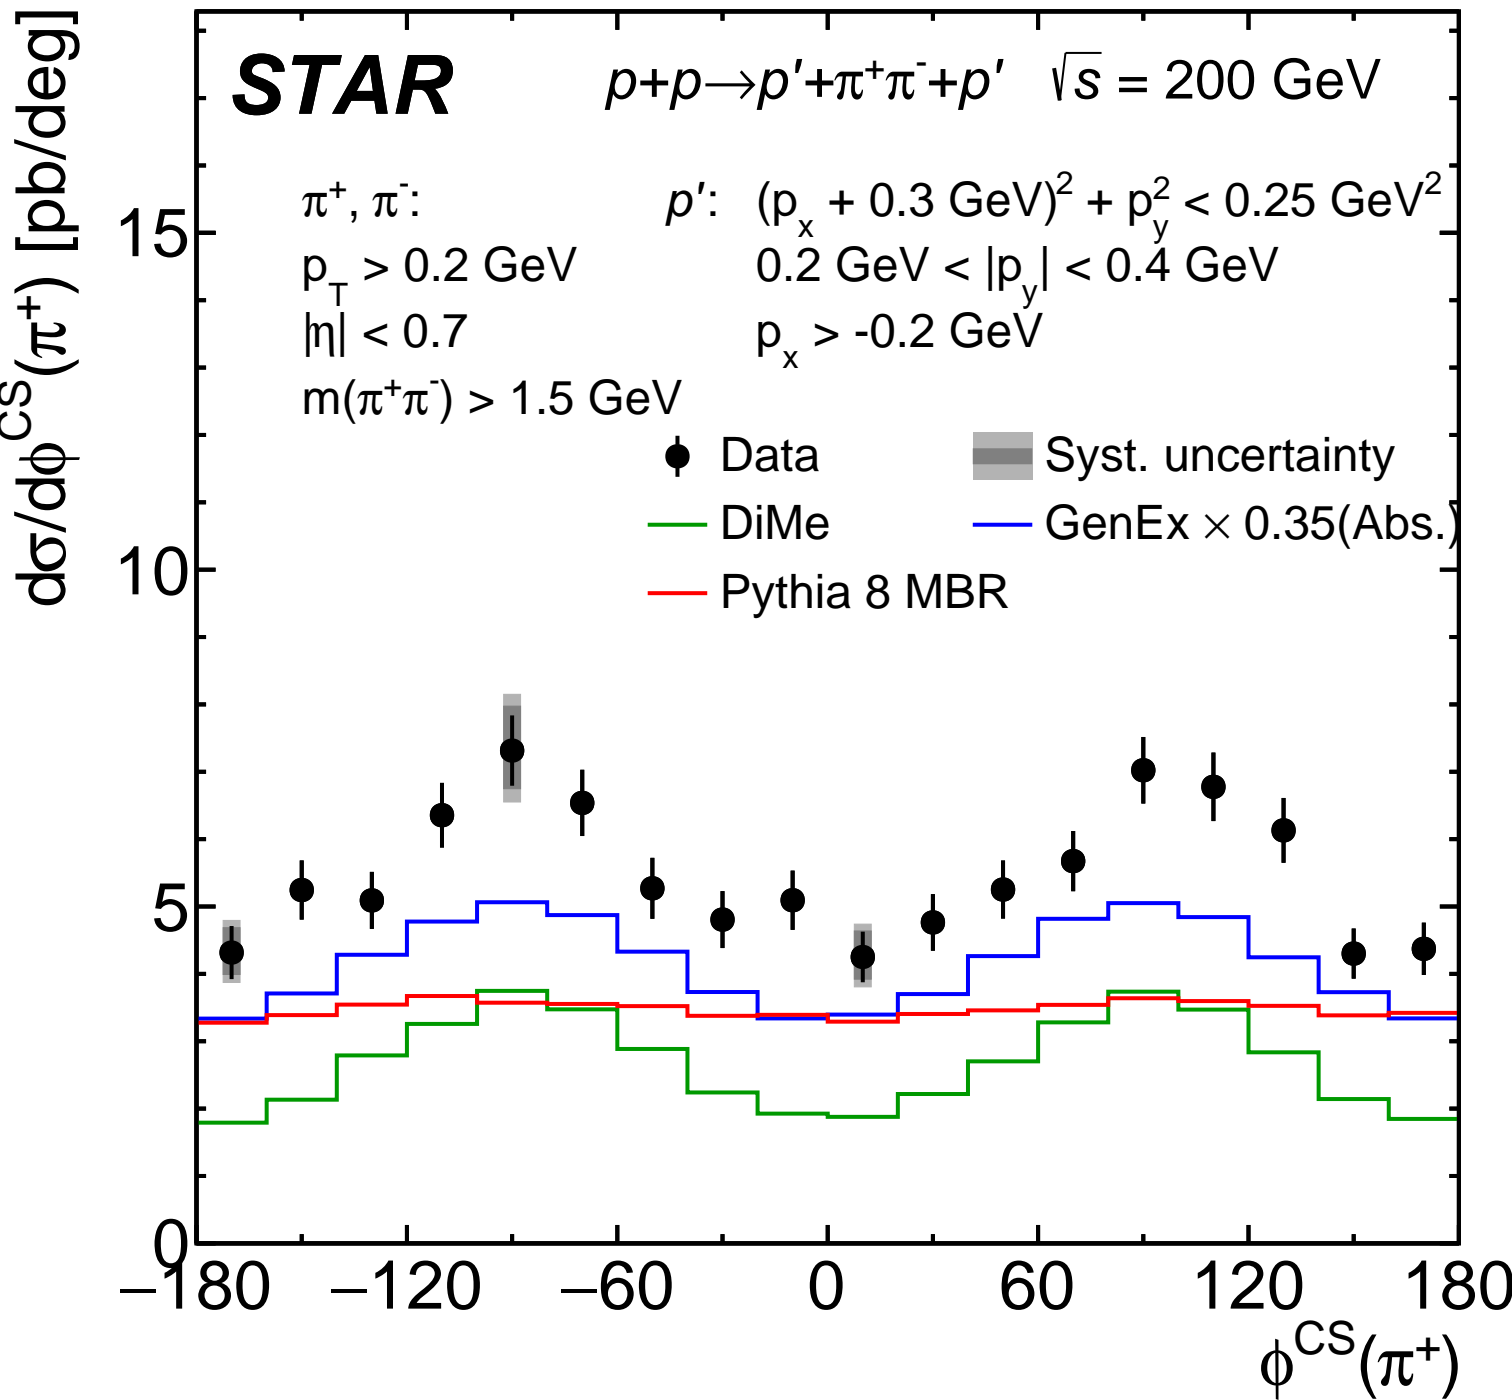 STAR p+p→p′+π⁺π⁻+p′ √s = 200 GeV
π⁺, π⁻: p′: (pₓ + 0.3 GeV)² + p_y² < 0.25 GeV²
p_T > 0.2 GeV 0.2 GeV < |p_y| < 0.4 GeV
|η| < 0.7 pₓ > -0.2 GeV
m(π⁺π⁻) > 1.5 GeV
Data Syst. uncertainty
DiMe GenEx × 0.35(Abs.)
Pythia 8 MBR
dσ/dϕ^CS(π⁺) [pb/deg]
15
10
5
0
−180 −120 −60 0 60 120 180
ϕ^CS(π⁺)